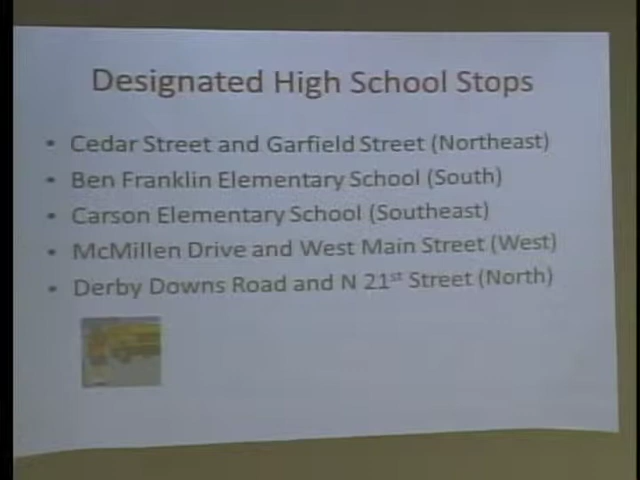 Designated High School Stops
• Cedar Street and Garfield Street (Northeast)
• Ben Franklin Elementary School (South)
• Carson Elementary School (Southeast)
• McMillen Drive and West Main Street (West)
• Derby Downs Road and N 21st Street (North)